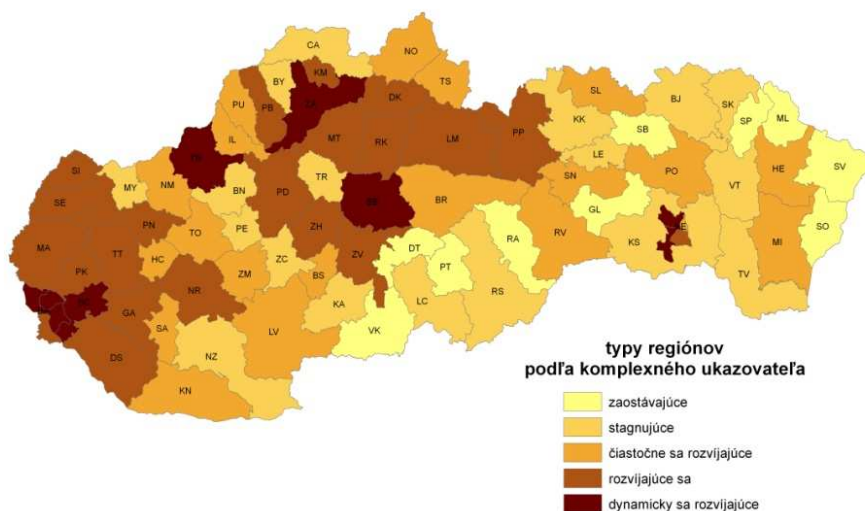 CA
NO
KM
BY
TS
ZA
PU
PB
DK
SL
BJ
SK
ML
KK
SP
SB
IL
MT
RK
LM
PP
LE
SI
MY
NM
BN
PD
TR
SN
PO
HE
SV
VT
BR
SE
PN
TO
PE
ZH
GL
RA
RV
SO
KS
MI
MA
TT
HC
ZC
ZV
DT
PT
PK
ZM
BS
NR
TV
KA
LC
RS
GA
SA
LV
VK
DS
NZ
KN
typy regiónov
podľa komplexného ukazovateľa
zaostávajúce
stagnujúce
čiastočne sa rozvíjajúce
rozvíjajúce sa
dynamicky sa rozvíjajúce